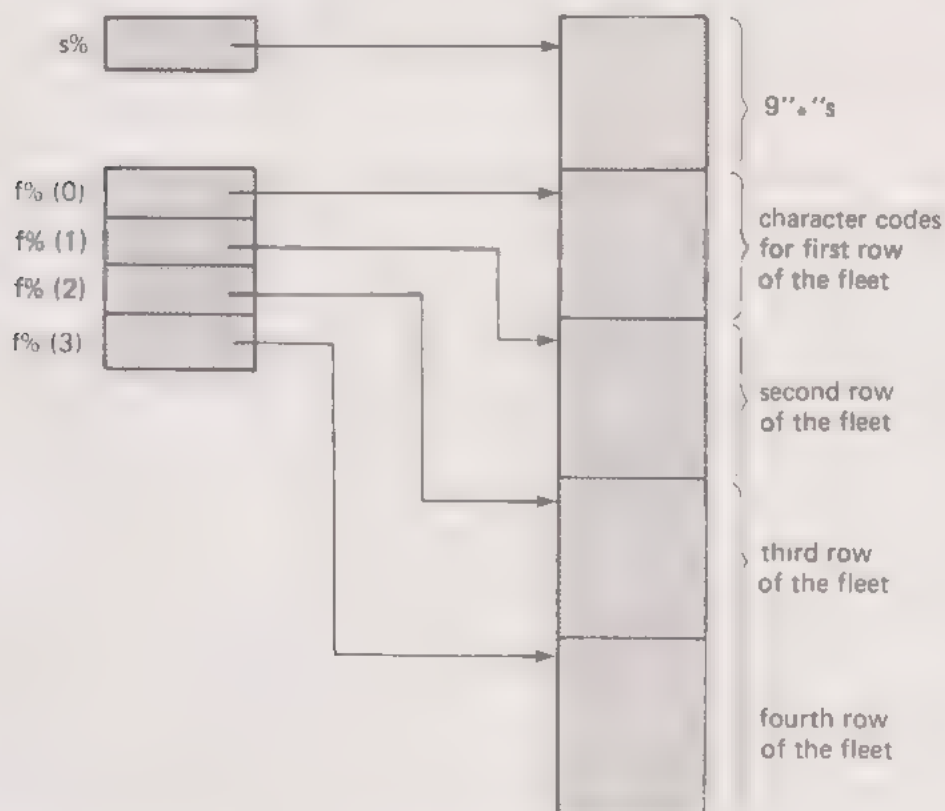 s%
9"*"s
f% (0)
f% (1)
f% (2)
f% (3)
character codes
for first row
of the fleet
second row
of the fleet
third row
of the fleet
fourth row
of the fleet